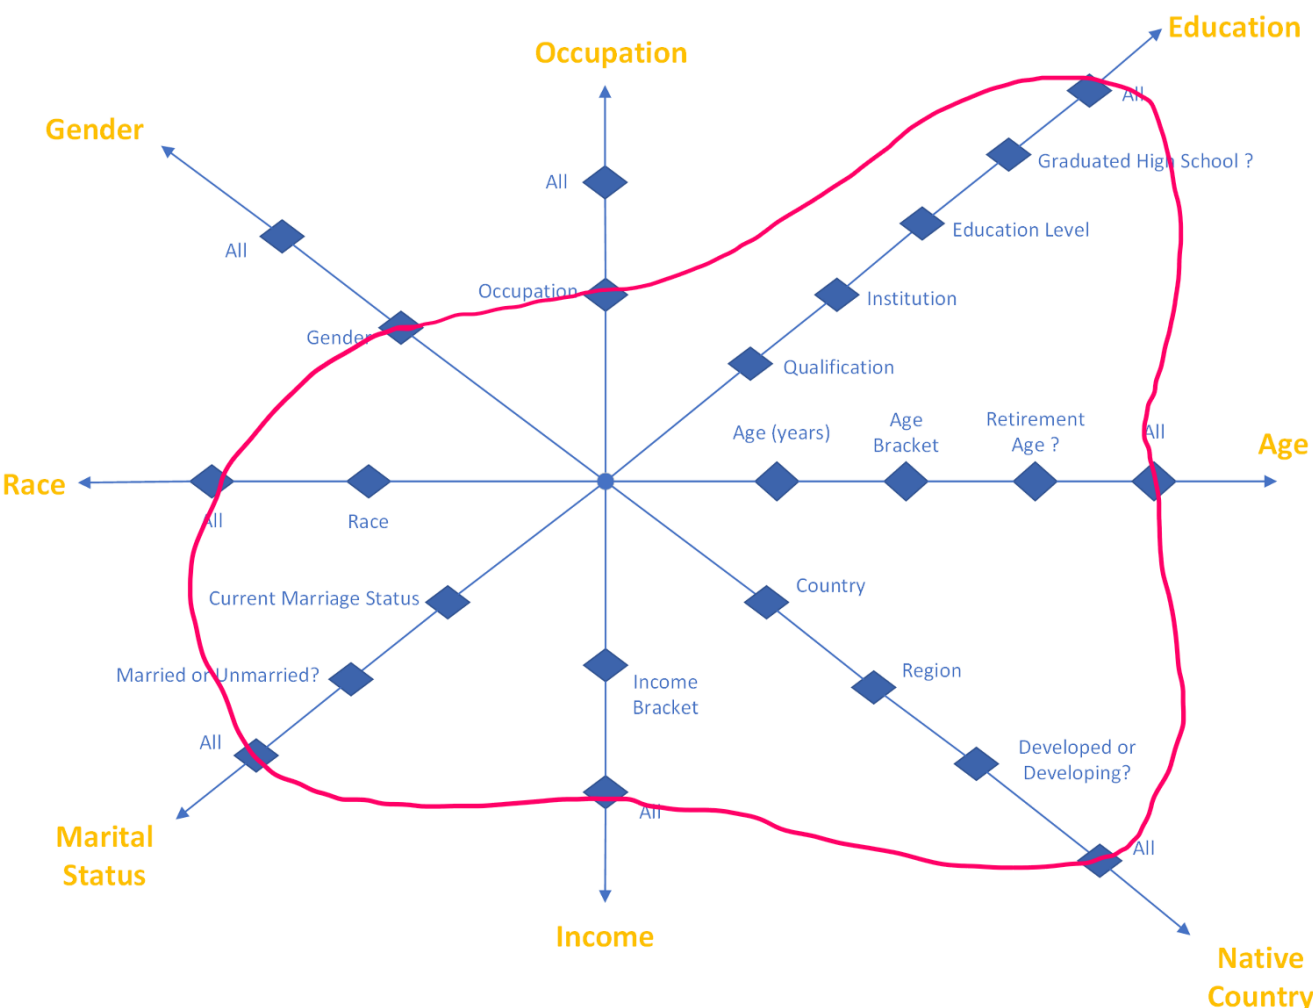 Education
Occupation
All
Gender
Graduated High School ?
All
All
Education Level
Occupation
Institution
Gender
Qualification
Age (years)
Age
Bracket
Retirement
Age ?
All
Age
Race
All
Race
Current Marriage Status
Country
Married or Unmarried?
Income
Bracket
Region
All
Developed or
Developing?
All
All
Marital
Status
Income
Native
Country